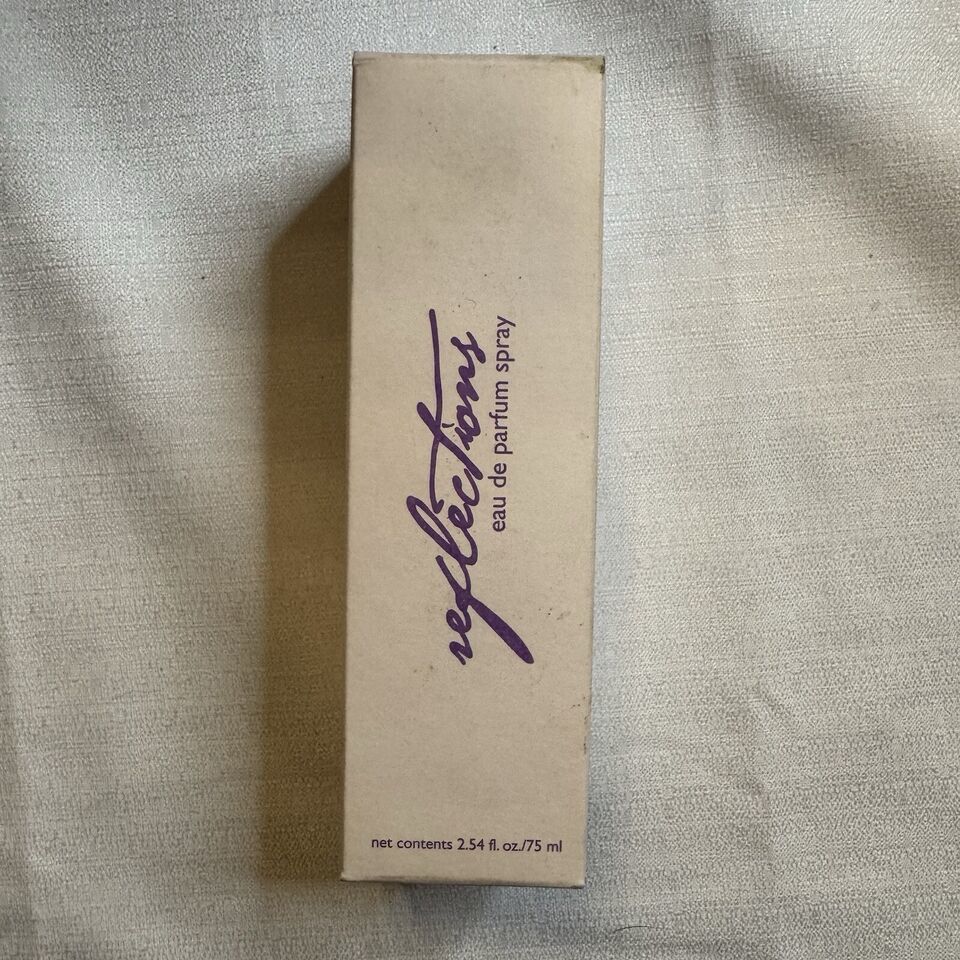 reflections
eau de parfum spray
net contents 2.54 fl. oz./75 ml